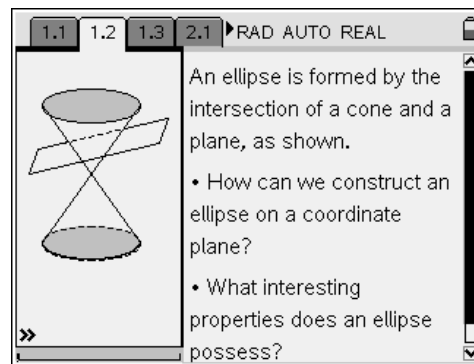 1.1 1.2 1.3 2.1 RAD AUTO REAL
An ellipse is formed by the
intersection of a cone and a
plane, as shown.
• How can we construct an
ellipse on a coordinate
plane?
• What interesting
properties does an ellipse
possess?